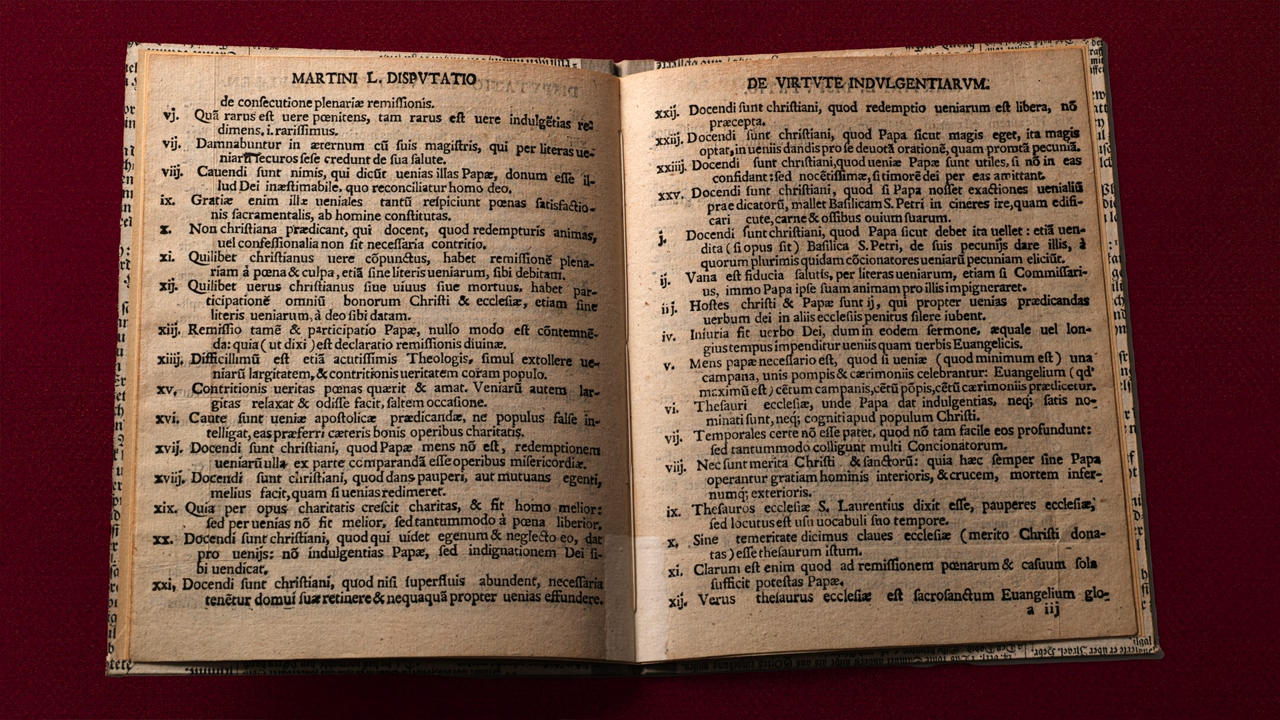 MARTINI L. DISPVTATIO
de consecutione plenariæ remissionis.
vj. Quã rarus est uere pœnitens, tam rarus est uere indulgẽtias re⸗
dimens, i. rarissimus.
vij. Damnabuntur in æternum cũ suis magistris, qui per literas ue⸗
niarũ securos sese credunt de sua salute.
viij. Cauendi sunt nimis, qui dicũt uenias illas Papæ, donum esse il⸗
lud Dei inæstimabile, quo reconciliatur homo deo.
ix. Gratiæ enim illæ ueniales tantũ respiciunt pœnas satisfactio⸗
nis sacramentalis, ab homine constitutas.
x. Non christiana prædicant, qui docent, quod redempturis animas,
uel confessionalia non sit necessaria contritio.
xi. Quilibet christianus uere cõpunctus, habet remissionẽ plena⸗
riam à pœna & culpa, etiã sine literis ueniarum, sibi debitam.
xij. Quilibet uerus christianus siue uiuus siue mortuus, habet par⸗
ticipationẽ omniũ bonorum Christi & ecclesiæ, etiam sine
literis ueniarum, à deo sibi datam.
xiij. Remissio tamẽ & participatio Papæ, nullo modo est cõtemnẽ⸗
da: quia (ut dixi) est declaratio remissionis diuinæ.
xiiij. Difficillimũ est etiã acutissimis Theologis, simul extollere ue⸗
niarũ largitatem, & contritionis ueritatem coram populo.
xv. Contritionis ueritas pœnas quærit & amat. Veniarũ autem lar⸗
gitas relaxat & odisse facit, saltem occasione.
xvi. Caute sunt ueniæ apostolicæ prædicandæ, ne populus false in⸗
telligat, eas præferri cæteris bonis operibus charitatis.
xvij. Docendi sunt christiani, quod Papæ mens nõ est, redemptionem
ueniarũ ulla ex parte comparandã esse operibus misericordiæ.
xviij. Docendi sunt christiani, quod dans pauperi, aut mutuans egenti,
melius facit, quam si uenias redimeret.
xix. Quia per opus charitatis crescit charitas, & fit homo melior:
sed per uenias nõ fit melior, sed tantummodo à pœna liberior.
xx. Docendi sunt christiani, quod qui uidet egenum & neglecto eo, dat
pro uenijs: nõ indulgentias Papæ, sed indignationem Dei si⸗
bi uendicat.
xxi, Docendi sunt christiani, quod nisi superfluis abundent, necessaria
tenẽtur domui suæ retinere & nequaquã propter uenias effundere.
DE VIRTVTE INDVLGENTIARVM.
xxij. Docendi sunt christiani, quod redemptio ueniarum est libera, nõ
præcepta.
xxiij. Docendi sunt christiani, quod Papa sicut magis eget, ita magis
optat, in ueniis dandis pro se deuotã orationẽ, quam promtã pecuniã.
xxiiij. Docendi sunt christiani, quod ueniæ Papæ sunt utiles, si nõ in eas
confidant: sed nocẽtissimæ, si timorẽ dei per eas amittant.
xxv. Docendi sunt christiani, quod si Papa nosset exactiones uenialiũ
prædicatorũ, mallet Basilicam S. Petri in cineres ire, quam edifi⸗
cari cute, carne & ossibus ouium suarum.
j. Docendi sunt christiani, quod Papa sicut debet ita uellet: etiã uen⸗
dita (si opus sit) Basilica S. Petri, de suis pecunijs dare illis, à
quorum plurimis quidam cõcionatores ueniarũ pecuniam eliciũt.
ij. Vana est fiducia salutis, per literas ueniarum, etiam si Commissari⸗
us, immo Papa ipse suam animam pro illis impigneraret.
iij. Hostes christi & Papæ sunt ij, qui propter uenias prædicandas
uerbum dei in aliis ecclesiis penitus silere iubent.
iv. Iniuria fit uerbo Dei, dum in eodem sermone, æquale uel lon⸗
gius tempus impenditur ueniis quam uerbis Euangelicis.
v. Mens papæ necessario est, quod si ueniæ (quod minimum est) una
campana, unis pompis & cærimoniis celebrantur: Euangelium (qd'
maximũ est) cẽtum campanis, cẽtũ põpis, cẽtũ cærimoniis prædicetur.
vi. Thesauri ecclesiæ, unde Papa dat indulgentias, neq; satis no⸗
minati sunt, neq; cogniti apud populum Christi.
vij. Temporales certe nõ esse patet, quod nõ tam facile eos profundunt:
sed tantummodo colligunt multi Concionatorum.
viij. Nec sunt merita Christi & sanctorũ: quia hæc semper sine Papa
operantur gratiam hominis interioris, & crucem, mortem infer⸗
numq; exterioris.
ix. Thesauros ecclesiæ S. Laurentius dixit esse, pauperes ecclesiæ,
sed locutus est usu uocabuli suo tempore.
x, Sine temeritate dicimus claues ecclesiæ (merito Christi dona⸗
tas) esse thesaurum istum.
xi. Clarum est enim quod ad remissionem pœnarum & casuum sola
sufficit potestas Papæ.
xij. Verus thesaurus ecclesiæ est sacrosanctum Euangelium glo⸗
a iij